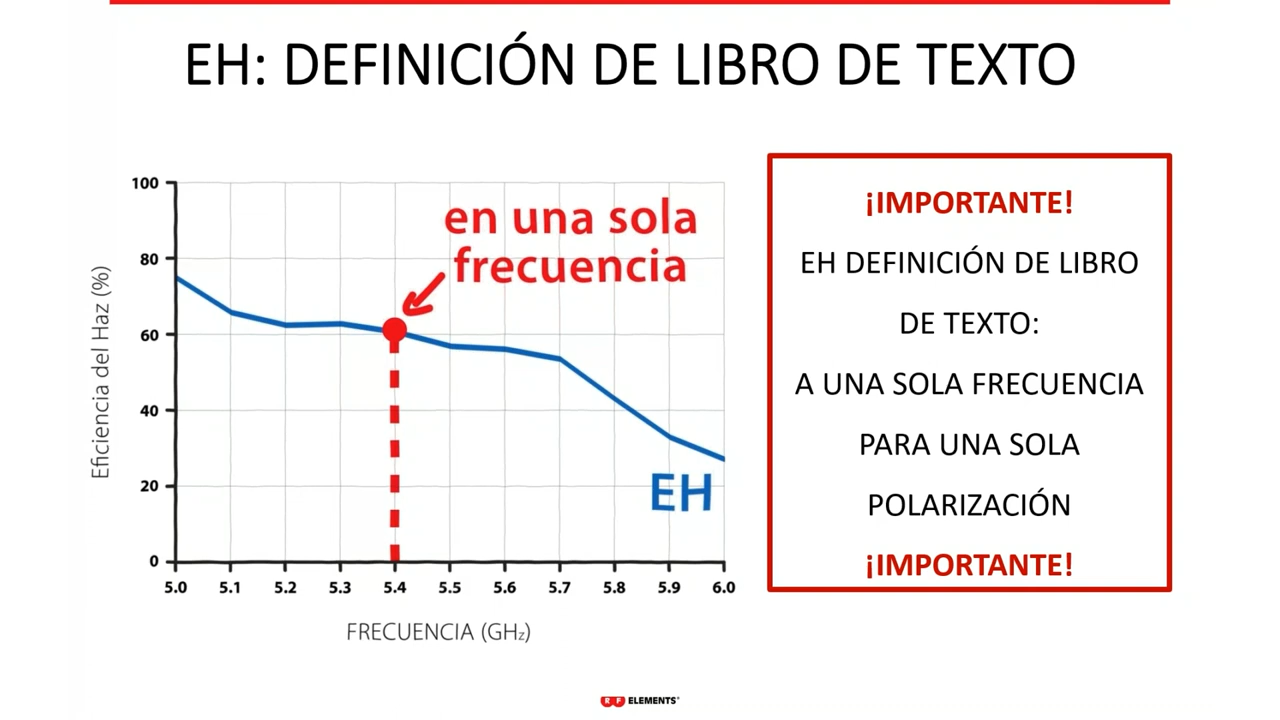 EH: DEFINICIÓN DE LIBRO DE TEXTO
100
80
60
40
20
0
Eficiencia del Haz (%)
en una sola
frecuencia
EH
5.0 5.1 5.2 5.3 5.4 5.5 5.6 5.7 5.8 5.9 6.0
FRECUENCIA (GHz)
¡IMPORTANTE!
EH DEFINICIÓN DE LIBRO
DE TEXTO:
A UNA SOLA FRECUENCIA
PARA UNA SOLA
POLARIZACIÓN
¡IMPORTANTE!
RF ELEMENTS